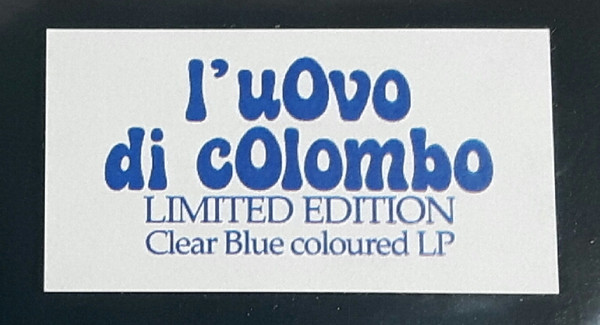 l'uOvo
di cOlombo
LIMITED EDITION
Clear Blue coloured LP